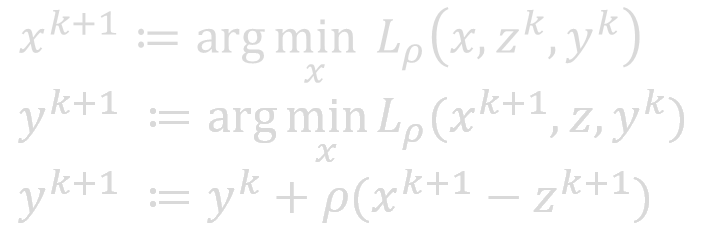 x^{k+1} := arg min_x L_ρ(x, z^k, y^k)
y^{k+1} := arg min_x L_ρ(x^{k+1}, z, y^k)
y^{k+1} := y^k + ρ(x^{k+1} − z^{k+1})